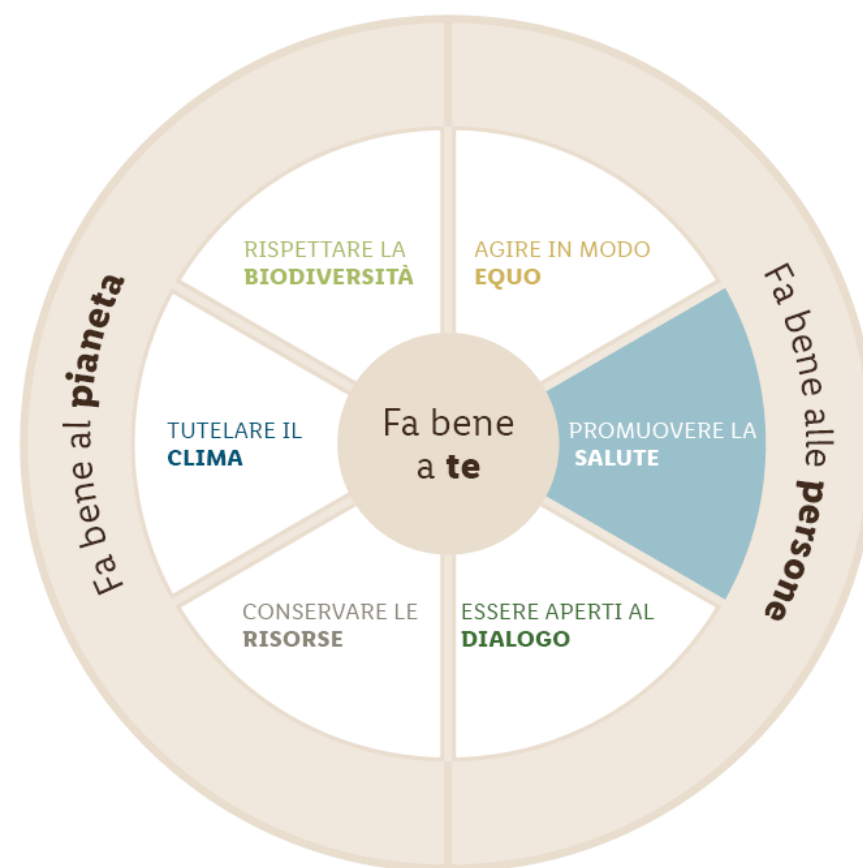 RISPETTARE LA
BIODIVERSITÀ
AGIRE IN MODO
EQUO
Fa bene al pianeta
TUTELARE IL
CLIMA
Fa bene
a te
PROMUOVERE LA
SALUTE
Fa bene alle persone
CONSERVARE LE
RISORSE
ESSERE APERTI AL
DIALOGO